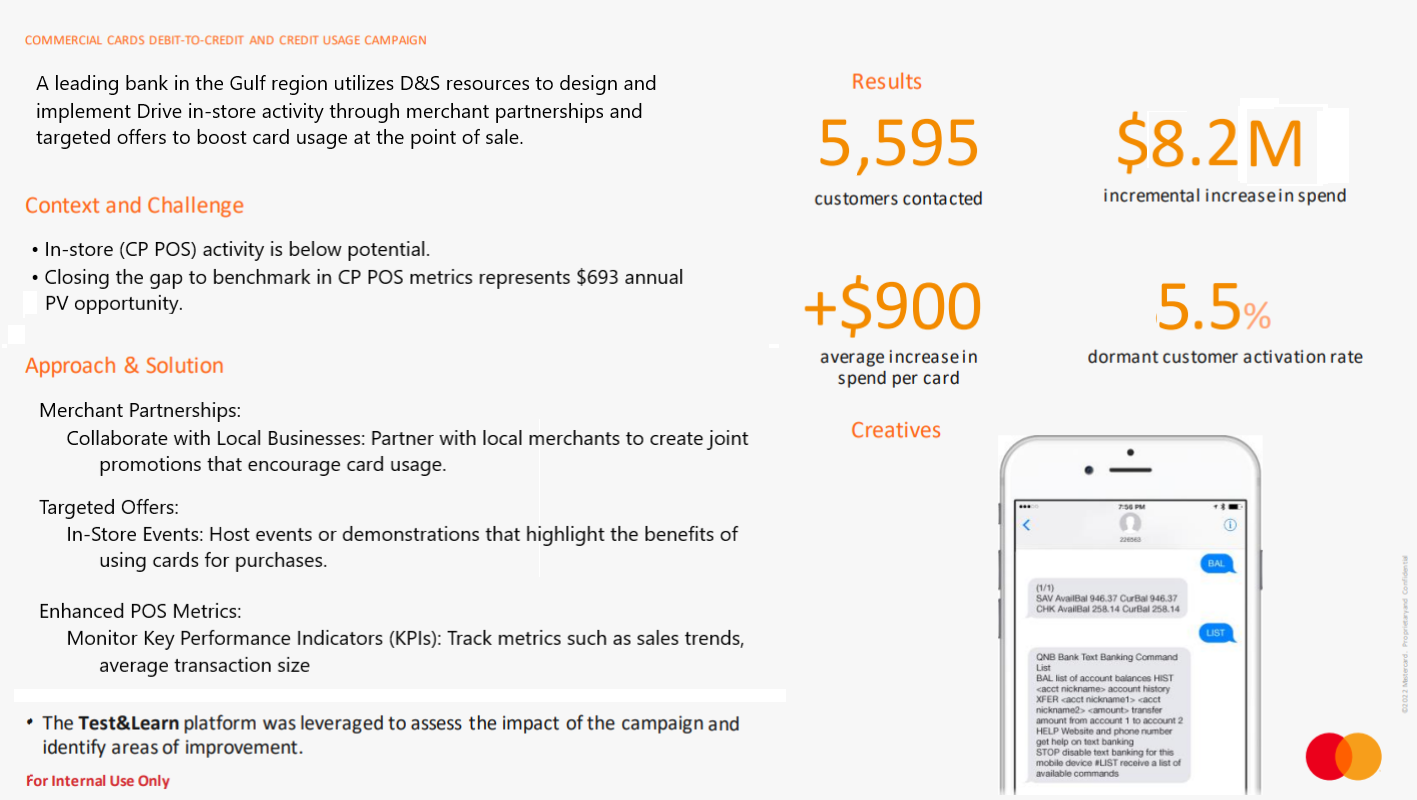 COMMERCIAL CARDS DEBIT-TO-CREDIT AND CREDIT USAGE CAMPAIGN
A leading bank in the Gulf region utilizes D&S resources to design and
implement Drive in-store activity through merchant partnerships and
targeted offers to boost card usage at the point of sale.
Context and Challenge
• In-store (CP POS) activity is below potential.
• Closing the gap to benchmark in CP POS metrics represents $693 annual
PV opportunity.
Approach & Solution
Merchant Partnerships:
Collaborate with Local Businesses: Partner with local merchants to create joint
promotions that encourage card usage.
Targeted Offers:
In-Store Events: Host events or demonstrations that highlight the benefits of
using cards for purchases.
Enhanced POS Metrics:
Monitor Key Performance Indicators (KPIs): Track metrics such as sales trends,
average transaction size
• The Test&Learn platform was leveraged to assess the impact of the campaign and
identify areas of improvement.
For Internal Use Only
Results
5,595
customers contacted
$8.2M
incremental increase in spend
+$900
average increase in
spend per card
5.5%
dormant customer activation rate
Creatives
7:56 PM
226563
BAL
(1/1)
SAV AvailBal 946.37 CurBal 946.37
CHK AvailBal 258.14 CurBal 258.14
LIST
QNB Bank Text Banking Command
List
BAL list of account balances HIST
<acct nickname> account history
XFER <acct nickname1> <acct
nickname2> <amount> transfer
amount from account 1 to account 2
HELP Website and phone number
get help on text banking
STOP disable text banking for this
mobile device #LIST receive a list of
available commands
©2022 Mastercard. Proprietary and Confidential